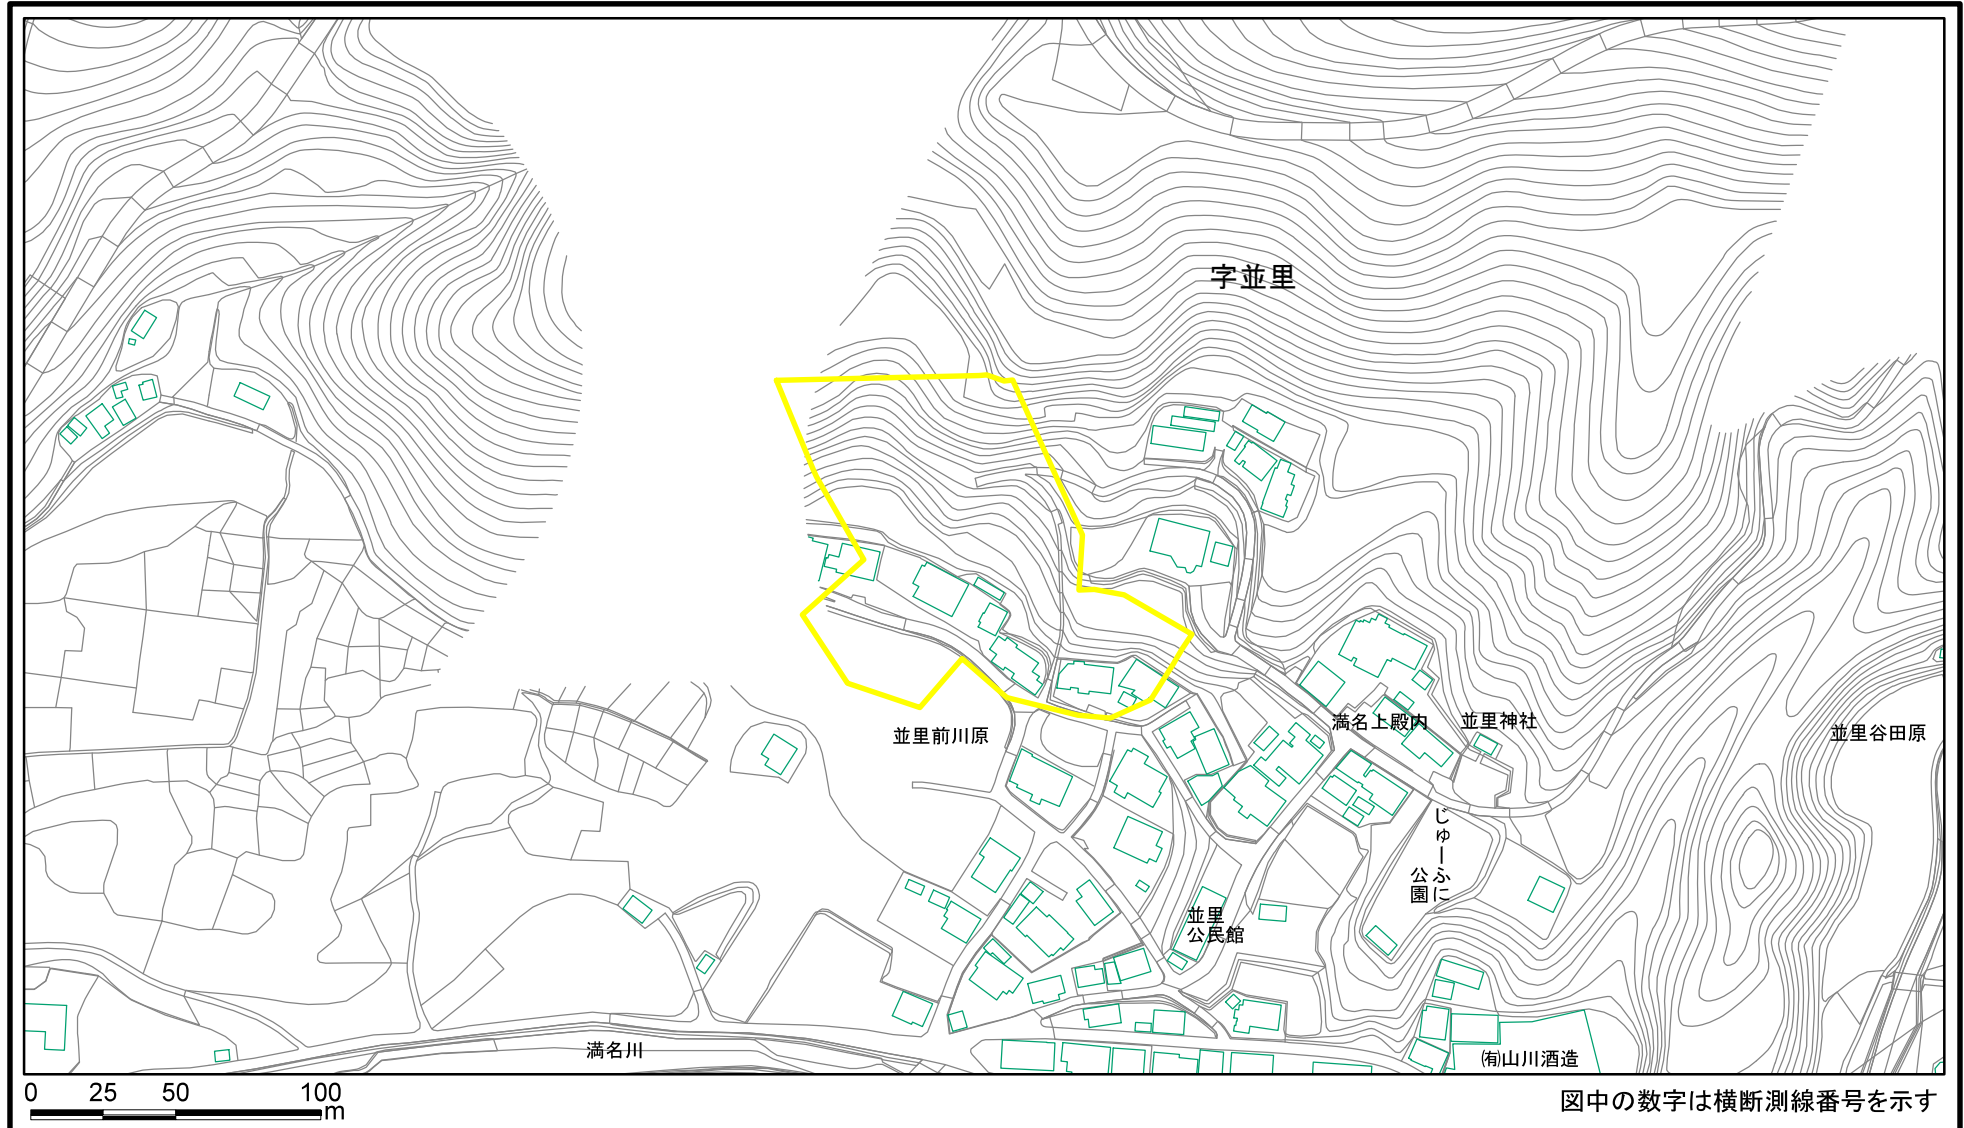 字並里
並里前川原
満名上殿内
並里神社
並里谷田原
じゅーふに
公園
並里
公民館
満名川
㈲山川酒造
0 25 50 100
m
図中の数字は横断測線番号を示す